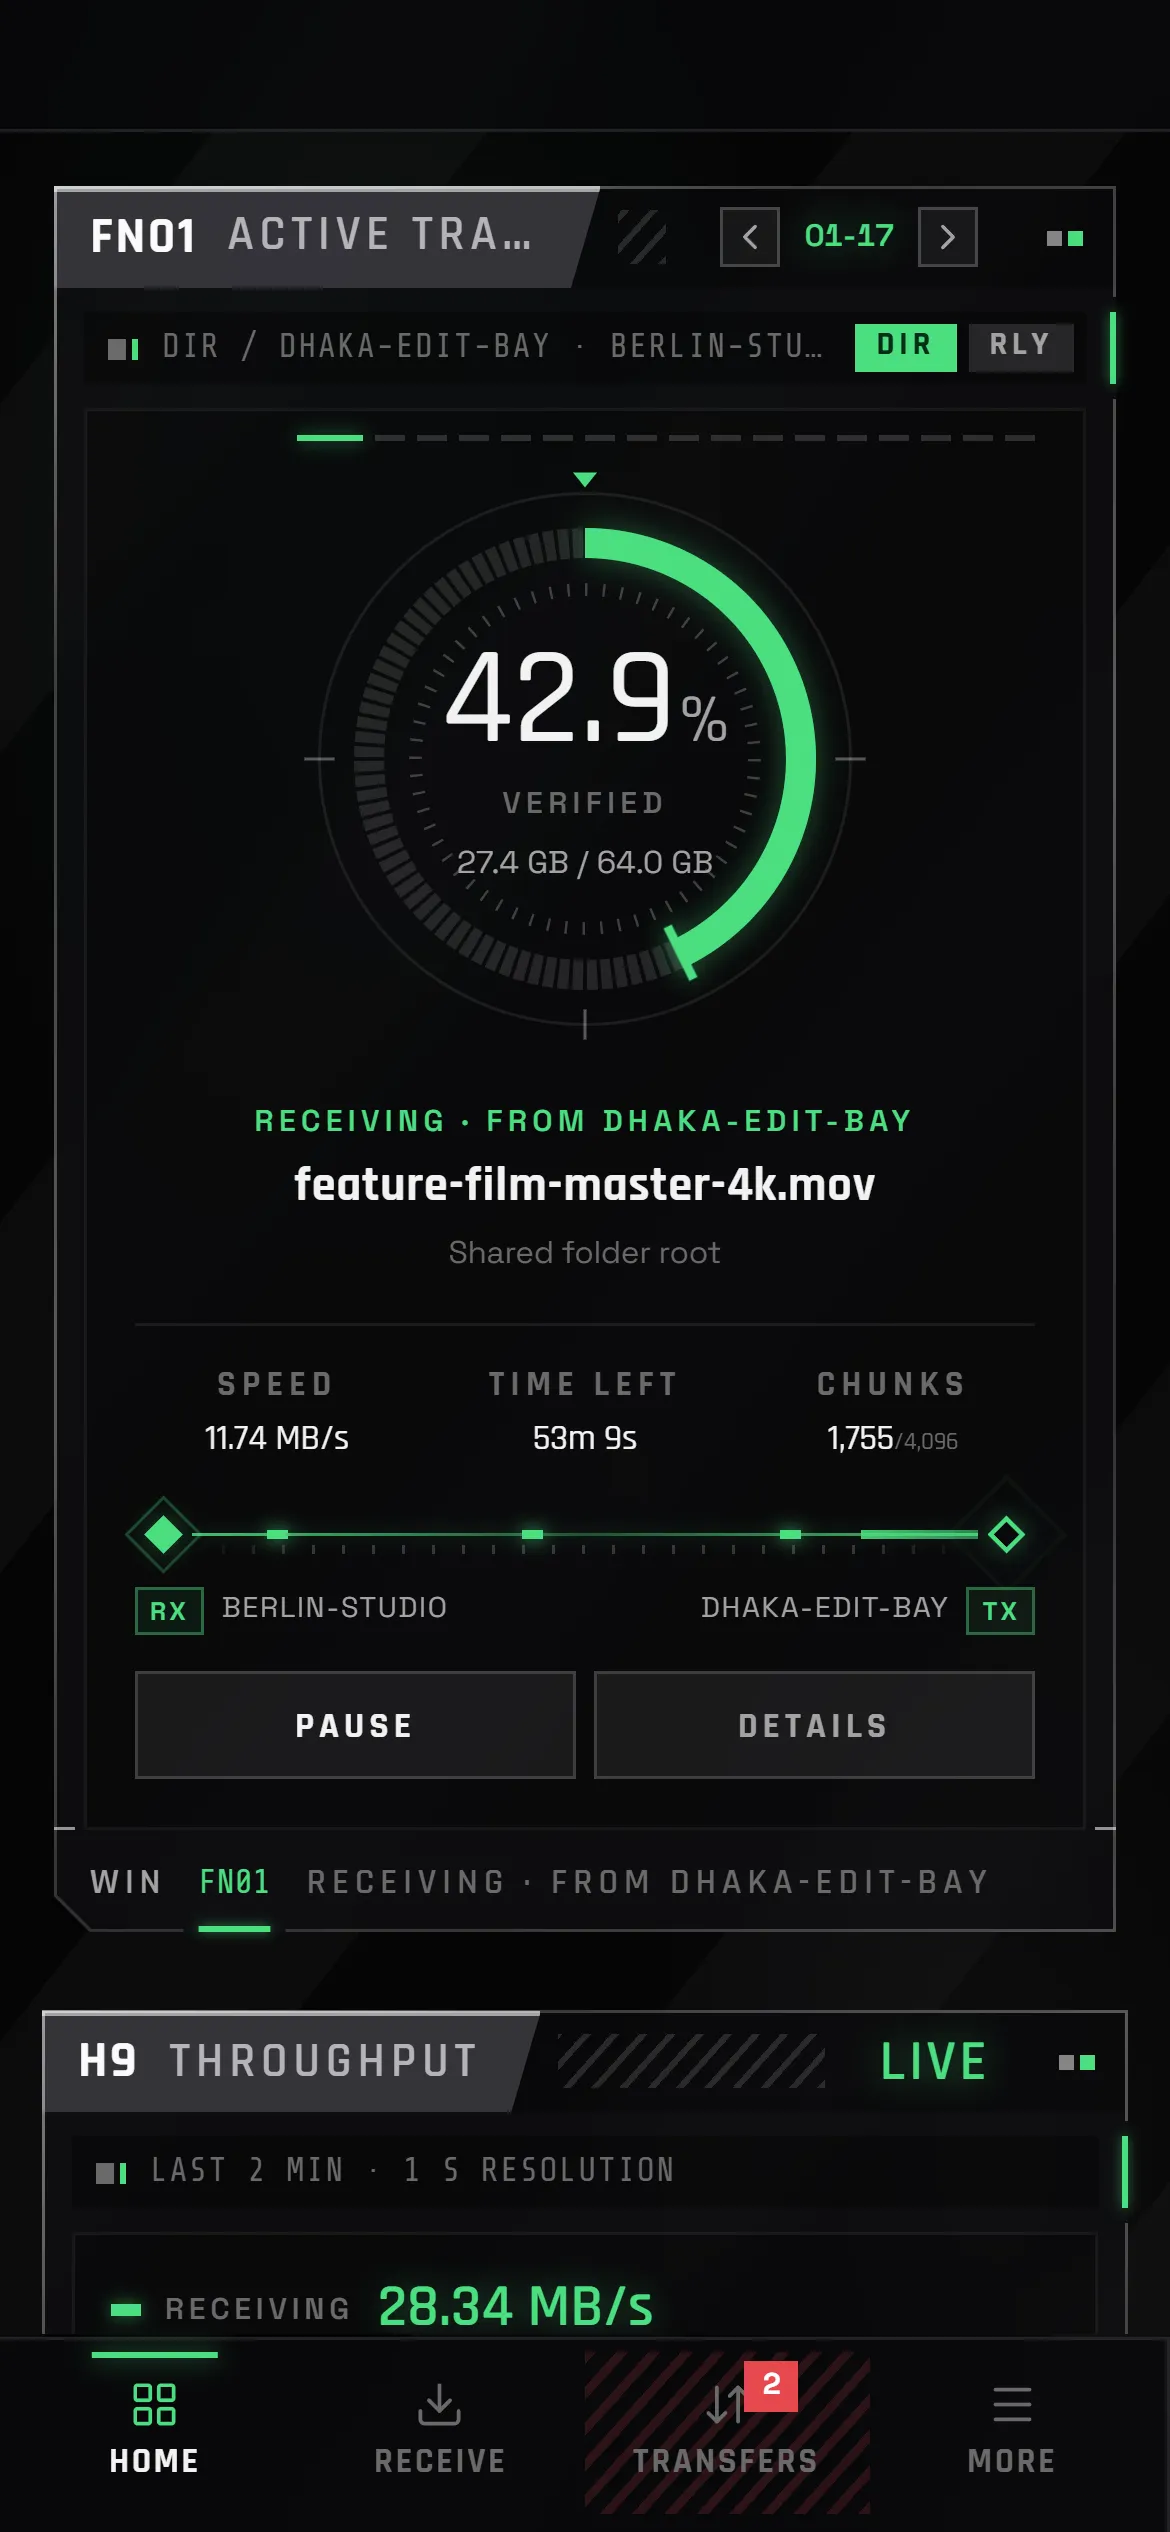 FN01 ACTIVE TRA… 01-17
DIR / DHAKA-EDIT-BAY · BERLIN-STU… DIR RLY
42.9%
VERIFIED
27.4 GB / 64.0 GB
RECEIVING · FROM DHAKA-EDIT-BAY
feature-film-master-4k.mov
Shared folder root
SPEED TIME LEFT CHUNKS
11.74 MB/s 53m 9s 1,755/4,096
RX BERLIN-STUDIO DHAKA-EDIT-BAY TX
PAUSE DETAILS
WIN FN01 RECEIVING · FROM DHAKA-EDIT-BAY
H9 THROUGHPUT LIVE
LAST 2 MIN · 1 S RESOLUTION
RECEIVING 28.34 MB/s
2
HOME RECEIVE TRANSFERS MORE